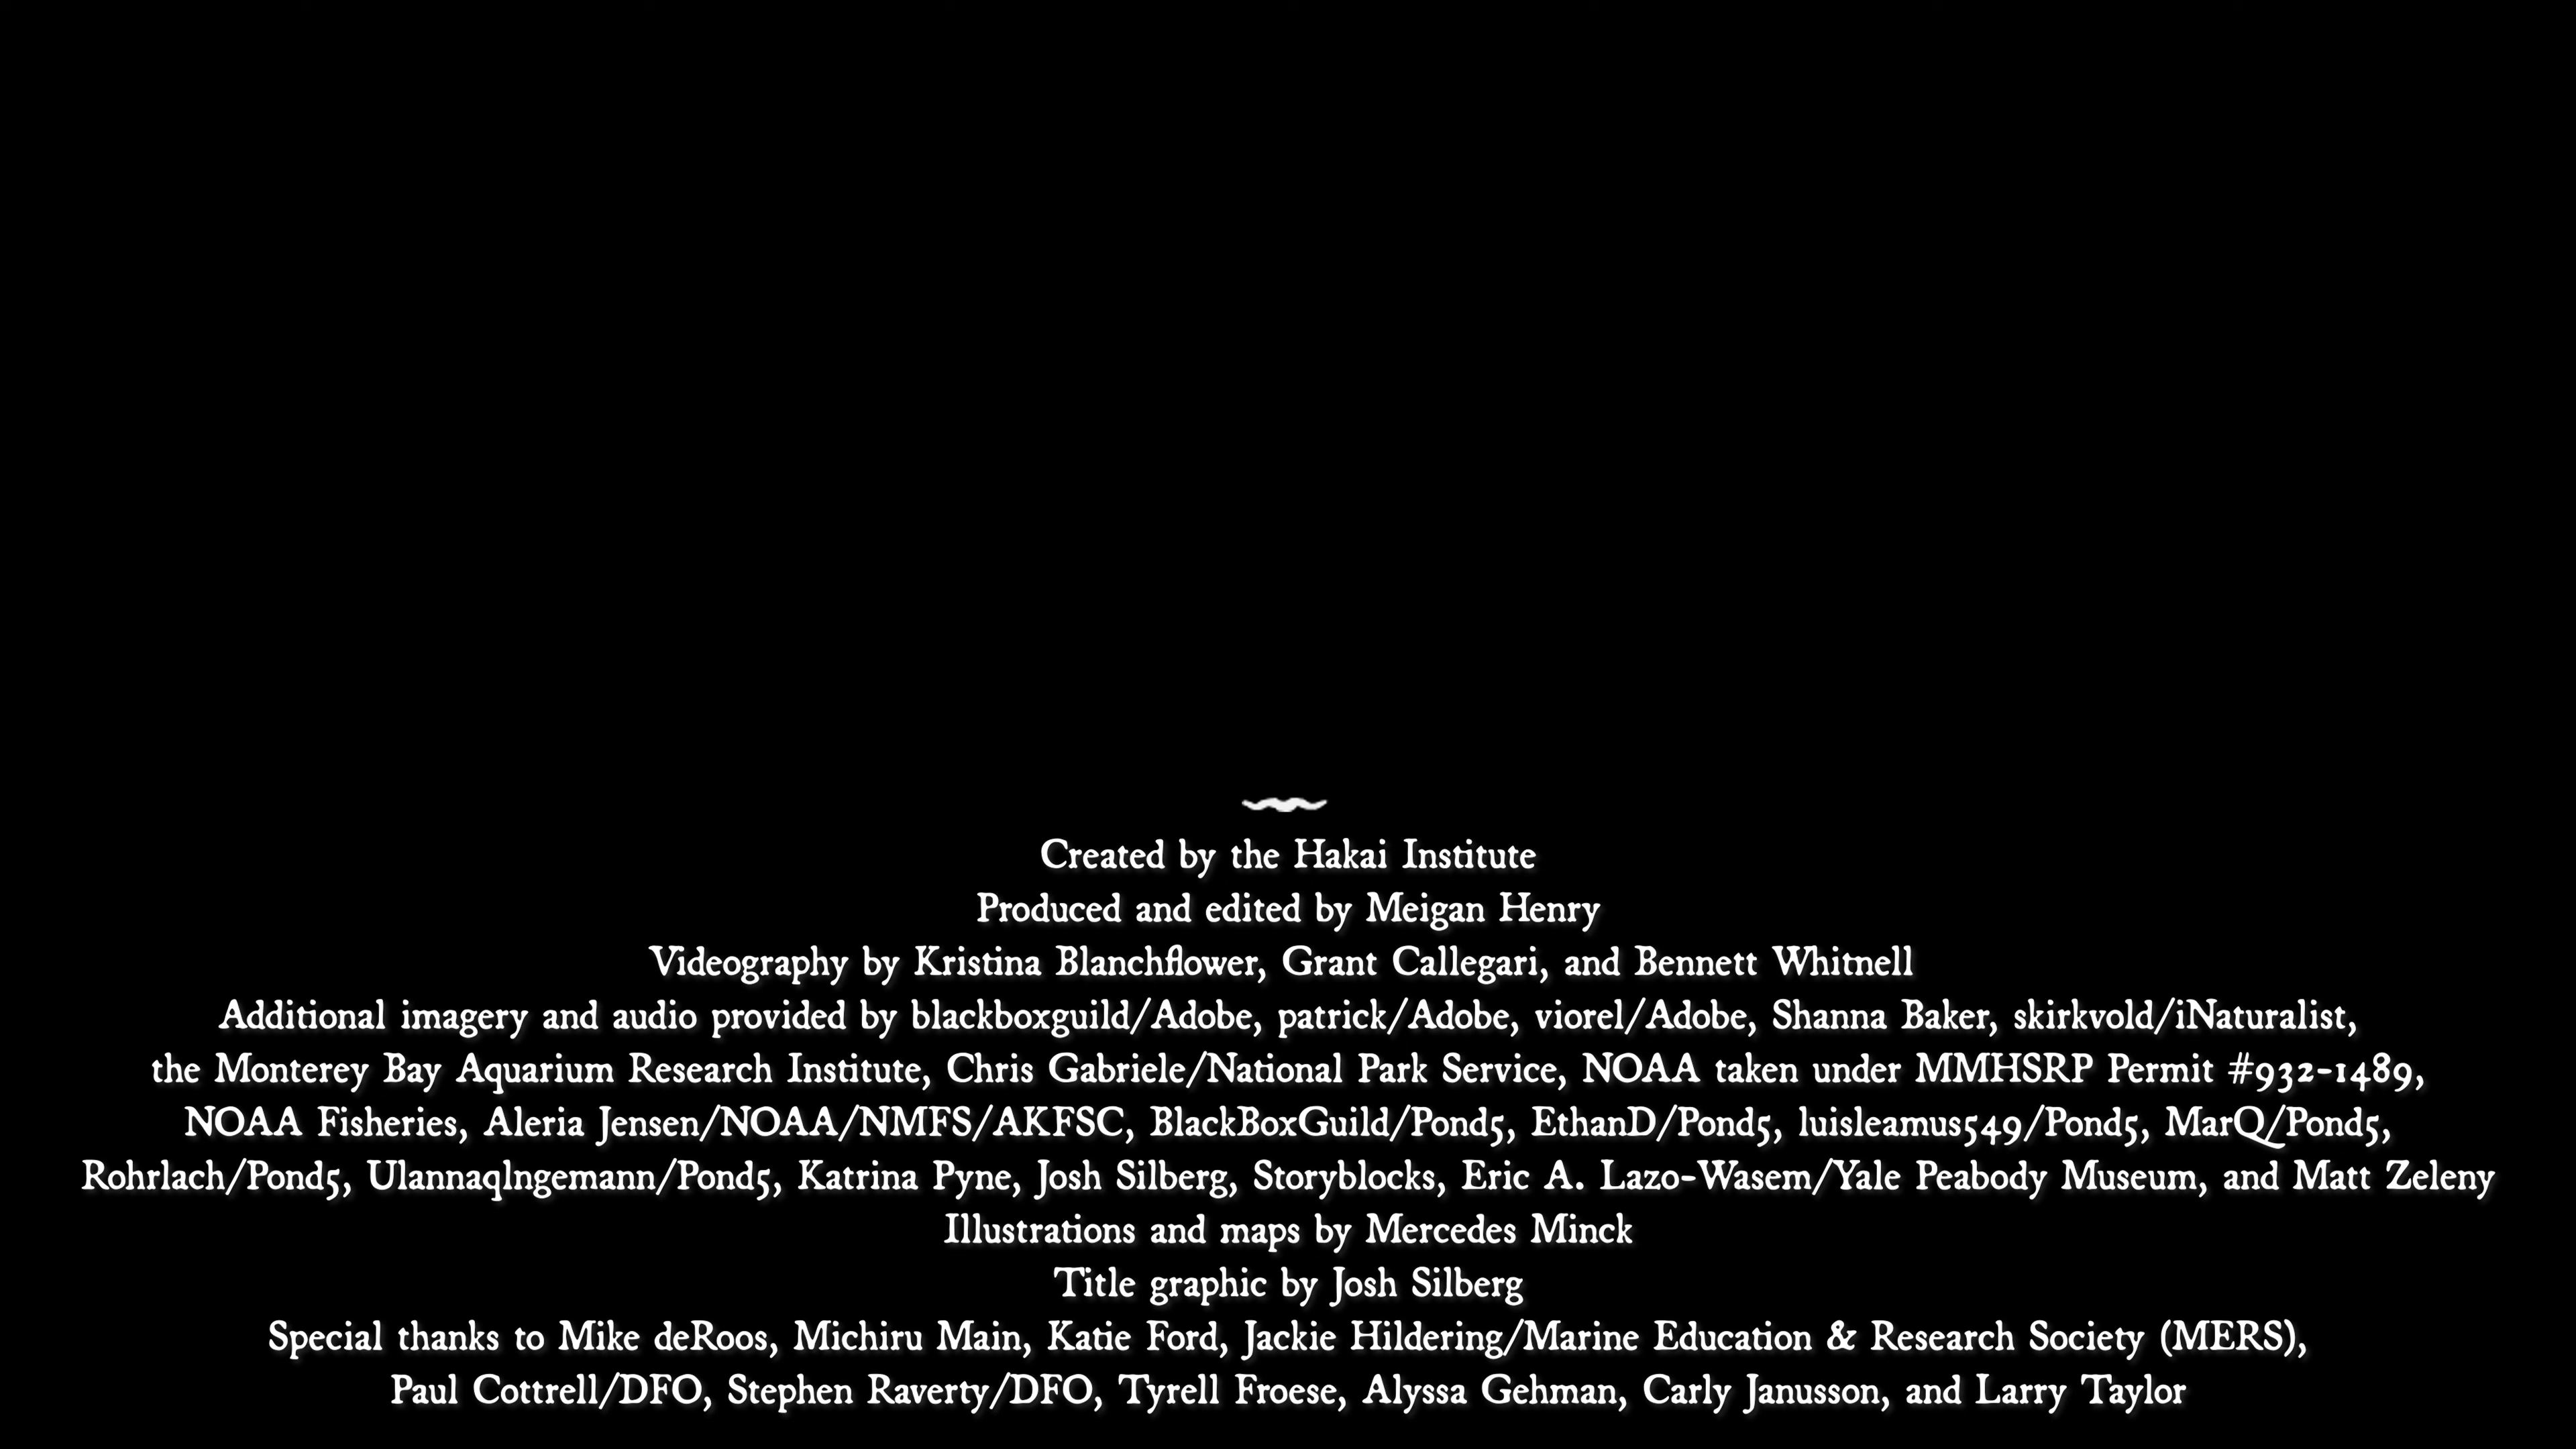 Created by the Hakai Institute
Produced and edited by Meigan Henry
Videography by Kristina Blanchflower, Grant Callegari, and Bennett Whitnell
Additional imagery and audio provided by blackboxguild/Adobe, patrick/Adobe, viorel/Adobe, Shanna Baker, skirkvold/iNaturalist,
the Monterey Bay Aquarium Research Institute, Chris Gabriele/National Park Service, NOAA taken under MMHSRP Permit #932-1489,
NOAA Fisheries, Aleria Jensen/NOAA/NMFS/AKFSC, BlackBoxGuild/Pond5, EthanD/Pond5, luisleamus549/Pond5, MarQ/Pond5,
Rohrlach/Pond5, Ulannaqlngemann/Pond5, Katrina Pyne, Josh Silberg, Storyblocks, Eric A. Lazo-Wasem/Yale Peabody Museum, and Matt Zeleny
Illustrations and maps by Mercedes Minck
Title graphic by Josh Silberg
Special thanks to Mike deRoos, Michiru Main, Katie Ford, Jackie Hildering/Marine Education & Research Society (MERS),
Paul Cottrell/DFO, Stephen Raverty/DFO, Tyrell Froese, Alyssa Gehman, Carly Janusson, and Larry Taylor